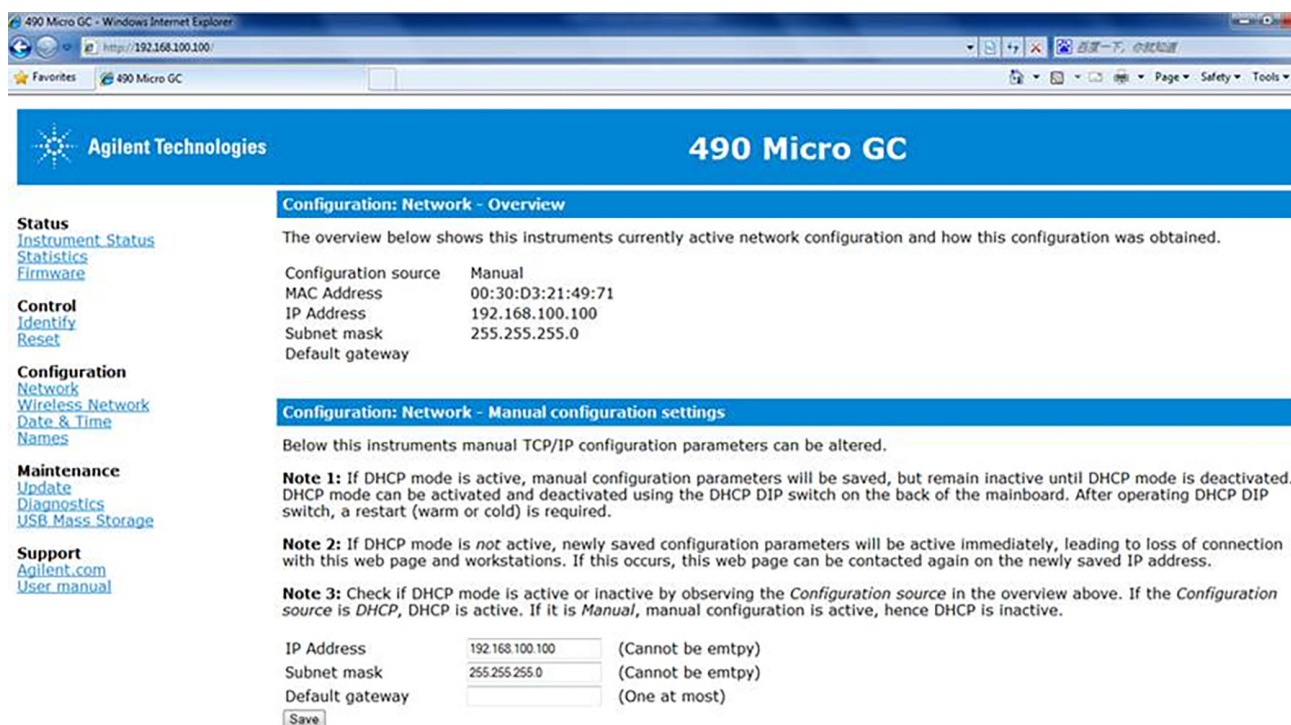 490 Micro GC - Windows Internet Explorer
http://192.168.100.100/
百度一下，你就知道
Favorites
490 Micro GC
Page
Safety
Tools
Agilent Technologies
490 Micro GC
Status
Instrument Status
Statistics
Firmware
Control
Identify
Reset
Configuration
Network
Wireless Network
Date & Time
Names
Maintenance
Update
Diagnostics
USB Mass Storage
Support
Agilent.com
User manual
Configuration: Network - Overview
The overview below shows this instruments currently active network configuration and how this configuration was obtained.
Configuration source Manual
MAC Address 00:30:D3:21:49:71
IP Address 192.168.100.100
Subnet mask 255.255.255.0
Default gateway
Configuration: Network - Manual configuration settings
Below this instruments manual TCP/IP configuration parameters can be altered.
Note 1: If DHCP mode is active, manual configuration parameters will be saved, but remain inactive until DHCP mode is deactivated.
DHCP mode can be activated and deactivated using the DHCP DIP switch on the back of the mainboard. After operating DHCP DIP
switch, a restart (warm or cold) is required.
Note 2: If DHCP mode is not active, newly saved configuration parameters will be active immediately, leading to loss of connection
with this web page and workstations. If this occurs, this web page can be contacted again on the newly saved IP address.
Note 3: Check if DHCP mode is active or inactive by observing the Configuration source in the overview above. If the Configuration
source is DHCP, DHCP is active. If it is Manual, manual configuration is active, hence DHCP is inactive.
IP Address 192.168.100.100 (Cannot be emtpy)
Subnet mask 255.255.255.0 (Cannot be emtpy)
Default gateway (One at most)
Save